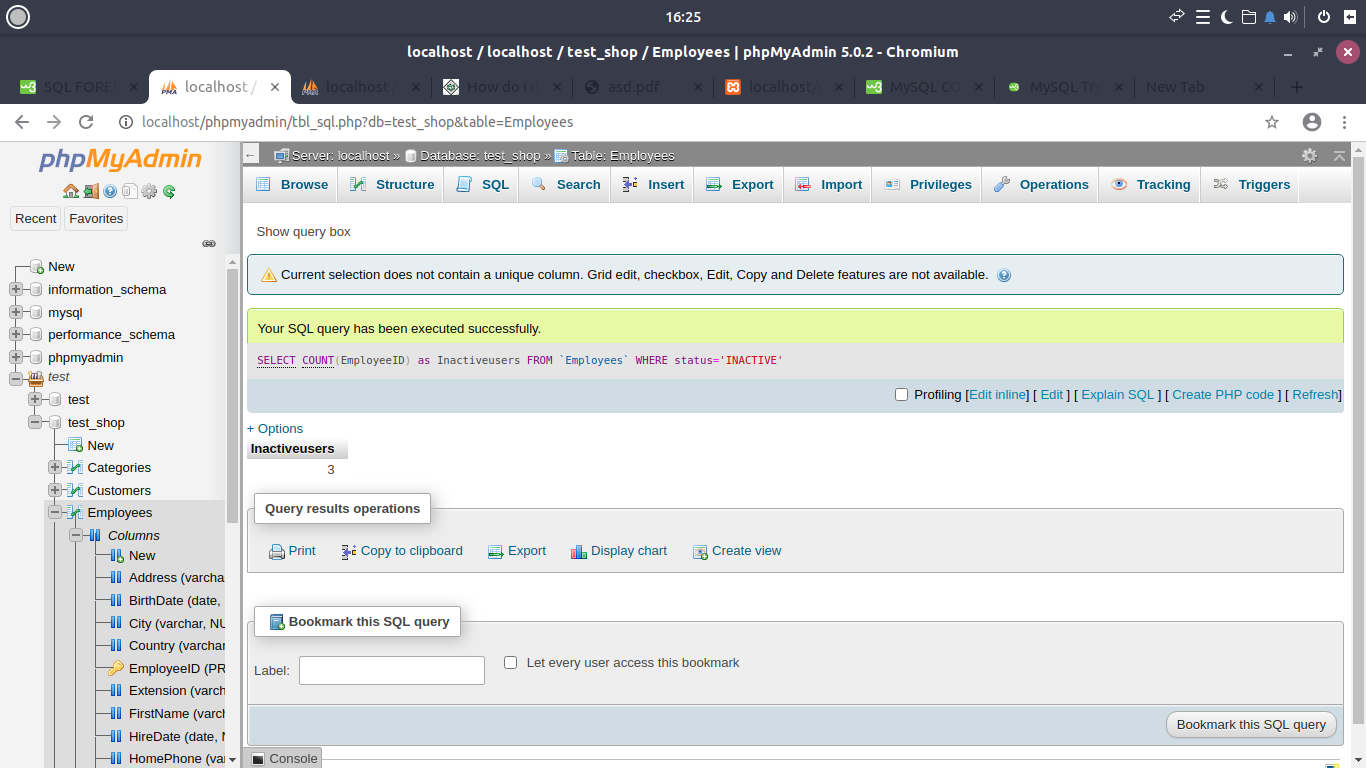 16:25
localhost / localhost / test_shop / Employees | phpMyAdmin 5.0.2 - Chromium
SQL FORE
localhost /
localhost /
How do I d
asd.pdf
localhost/
MySQL CO
MySQL Try
New Tab
localhost/phpmyadmin/tbl_sql.php?db=test_shop&table=Employees
phpMyAdmin
Recent Favorites
New
information_schema
mysql
performance_schema
phpmyadmin
test
test
test_shop
New
Categories
Customers
Employees
Columns
New
Address (varcha
BirthDate (date,
City (varchar, NU
Country (varchar
EmployeeID (PR
Extension (varch
FirstName (varch
HireDate (date, N
HomePhone (va
Server: localhost » Database: test_shop » Table: Employees
Browse Structure SQL Search Insert Export Import Privileges Operations Tracking Triggers
Show query box
Current selection does not contain a unique column. Grid edit, checkbox, Edit, Copy and Delete features are not available.
Your SQL query has been executed successfully.
SELECT COUNT(EmployeeID) as Inactiveusers FROM `Employees` WHERE status='INACTIVE'
Profiling [Edit inline] [ Edit ] [ Explain SQL ] [ Create PHP code ] [ Refresh]
+ Options
Inactiveusers
3
Query results operations
Print Copy to clipboard Export Display chart Create view
Bookmark this SQL query
Label:
Let every user access this bookmark
Bookmark this SQL query
Console